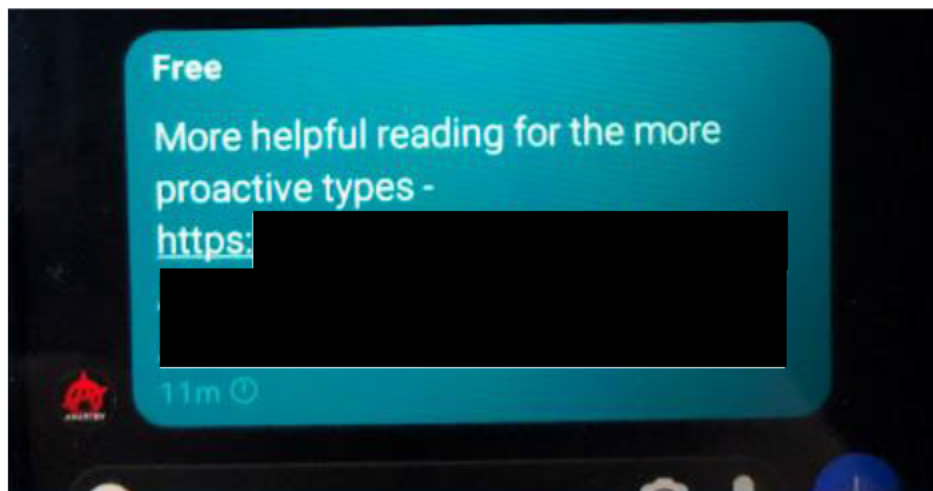 Free
More helpful reading for the more
proactive types -
https:
11m